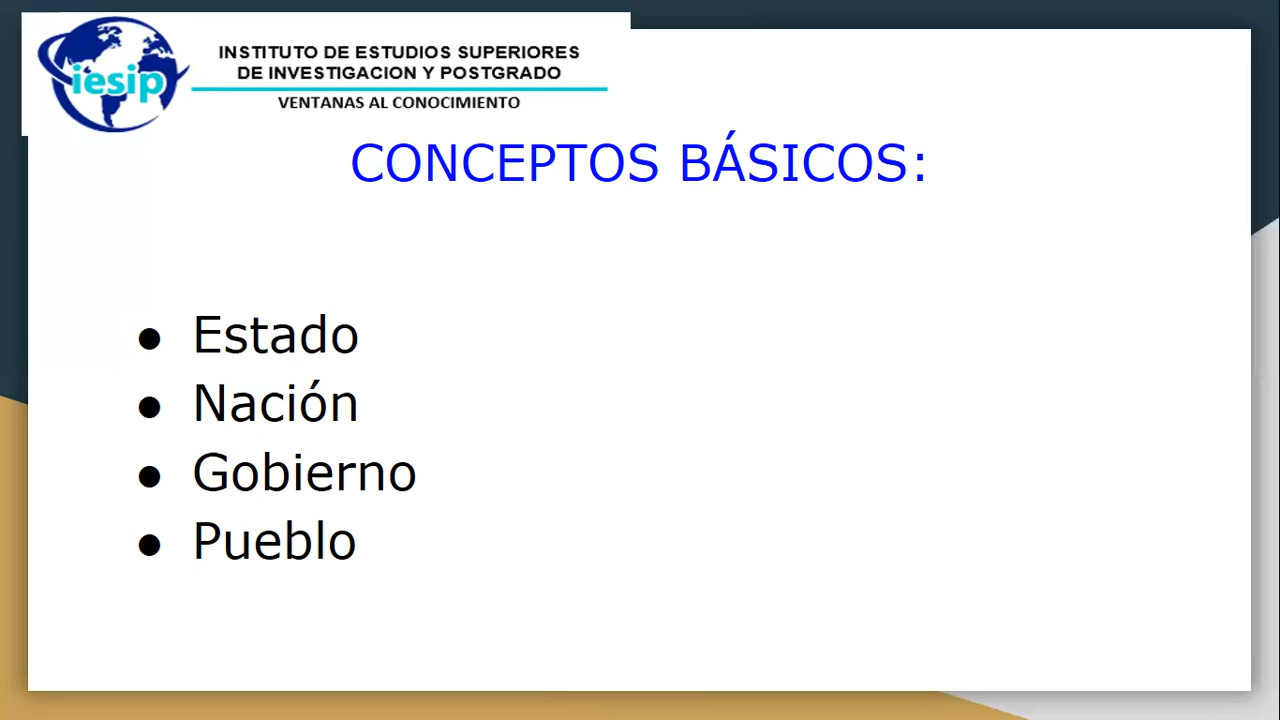 iesip
INSTITUTO DE ESTUDIOS SUPERIORES
DE INVESTIGACION Y POSTGRADO
VENTANAS AL CONOCIMIENTO
CONCEPTOS BÁSICOS:
● Estado
● Nación
● Gobierno
● Pueblo